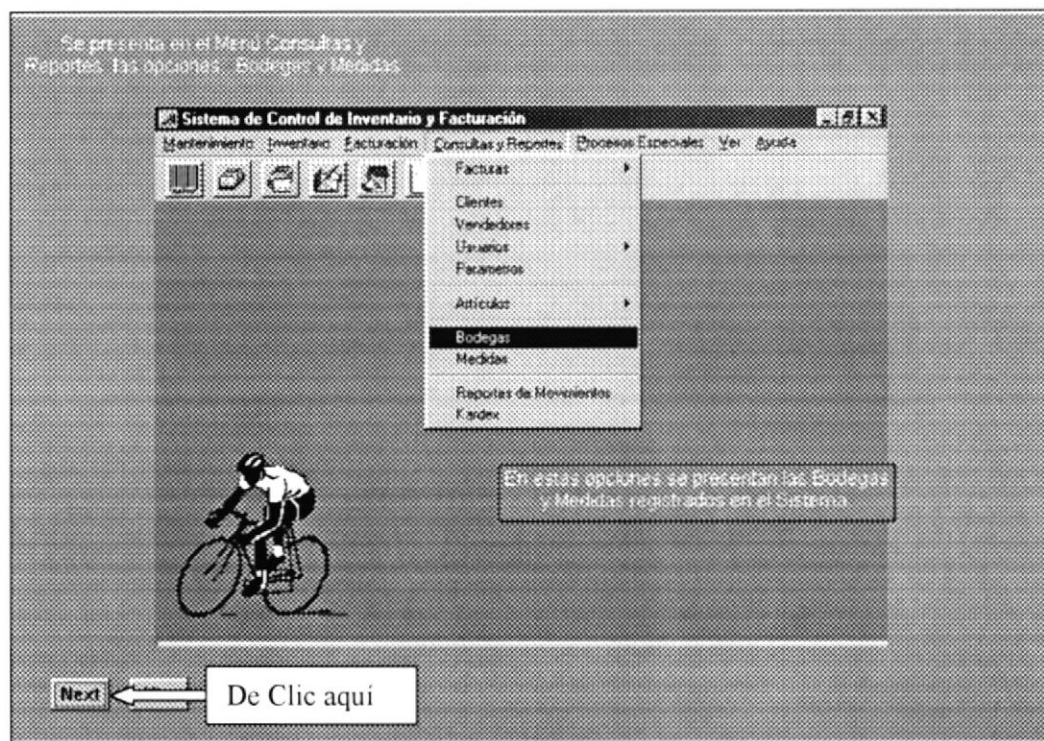 Se presenta en el Menú Consultas y
Reportes las opciones Bodegas y Medidas
Sistema de Control de Inventario y Facturación
Mantenimiento Inventario Facturación Consultas y Reportes Procesos Especiales Ver Ayuda
Facturas
Clientes
Vendedores
Usuarios
Parametros
Artículos
Bodegas
Medidas
Reportes de Movimientos
Kardex
En estas opciones se presentan las Bodegas
y Medidas registrados en el Sistema
Next
De Clic aquí